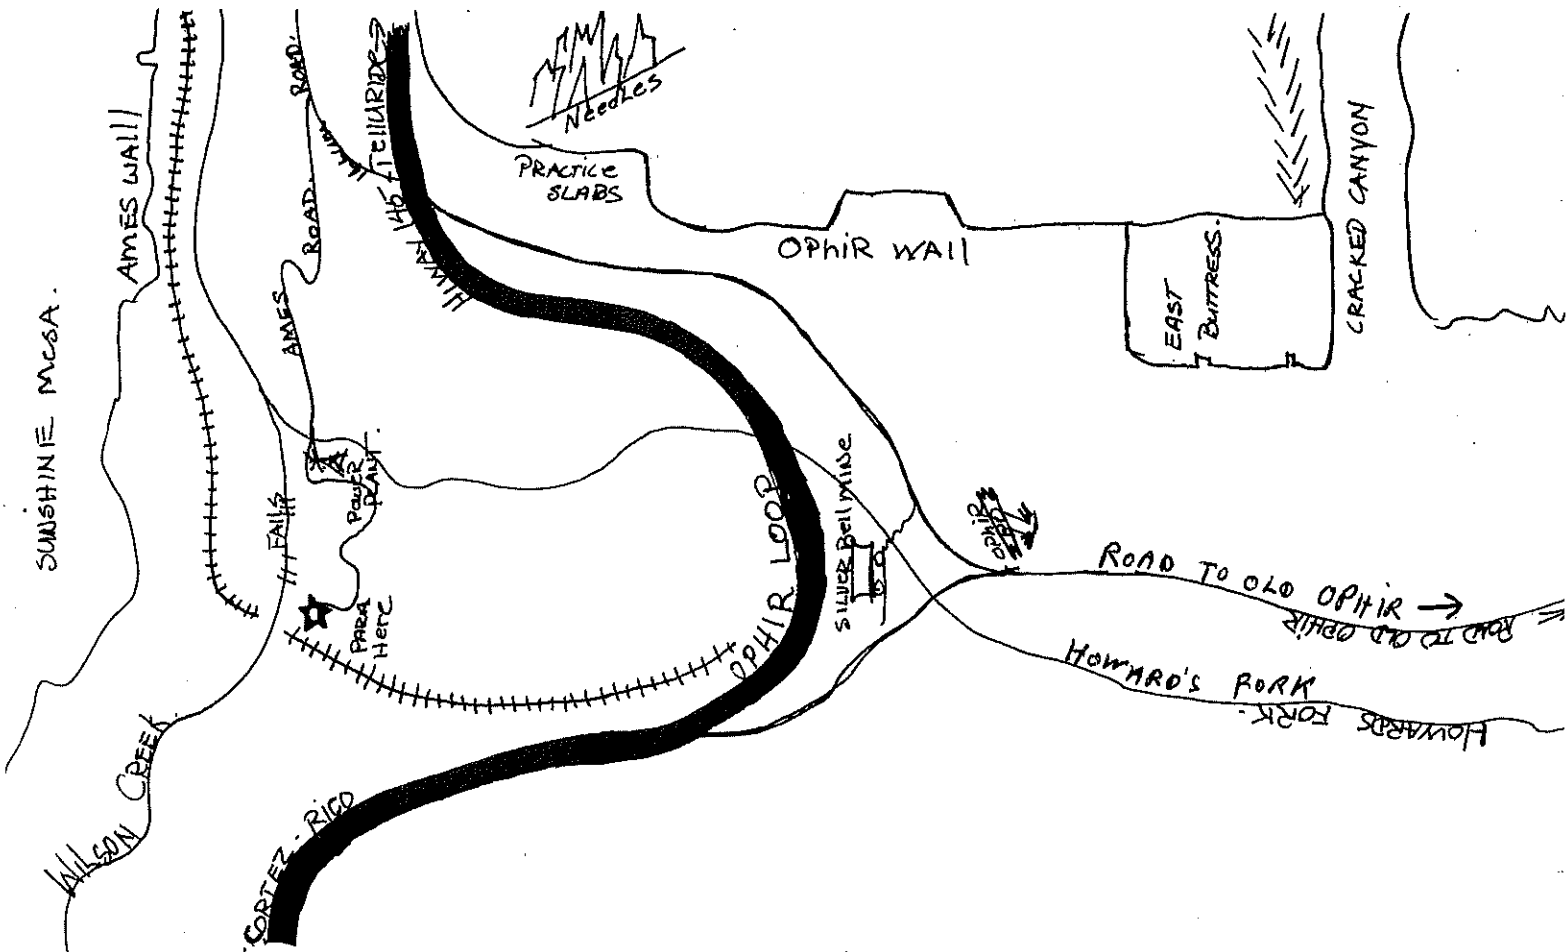 AMES WALL
ROAD.
← TELLURIDE →
Needles
PRACTICE
SLABS
CRACKED CANYON
ROAD.
HIWAY 145
OPhiR WAll
EAST
BUTTRESS.
SUNSHINE MeSA.
AMES
Power
PLANT.
FAllS
OPHIR LOOP
SILVER Bell MINE
OPhiR
ROAD TO OLD OPHIR →
ROAD TO OLD OPHIR
PARK
Here
HOWARD'S FORK
HOWARDS FORK.
WILSON CREEK.
CORTEZ - RICO